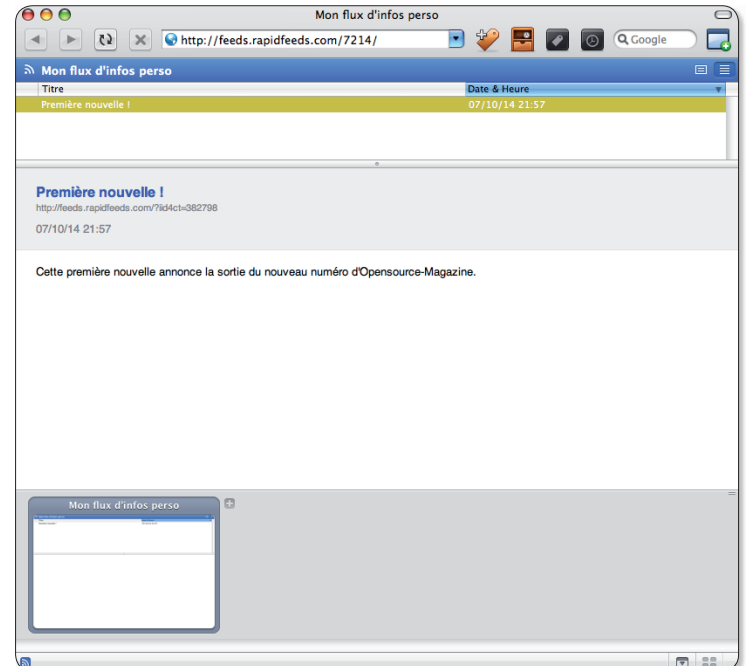 Mon flux d'infos perso
http://feeds.rapidfeeds.com/7214/
Google
Mon flux d'infos perso
Titre
Date & Heure
Première nouvelle !
07/10/14 21:57
Première nouvelle !
http://feeds.rapidfeeds.com/?iid4ct=382798
07/10/14 21:57
Cette première nouvelle annonce la sortie du nouveau numéro d'Opensource-Magazine.
Mon flux d'infos perso